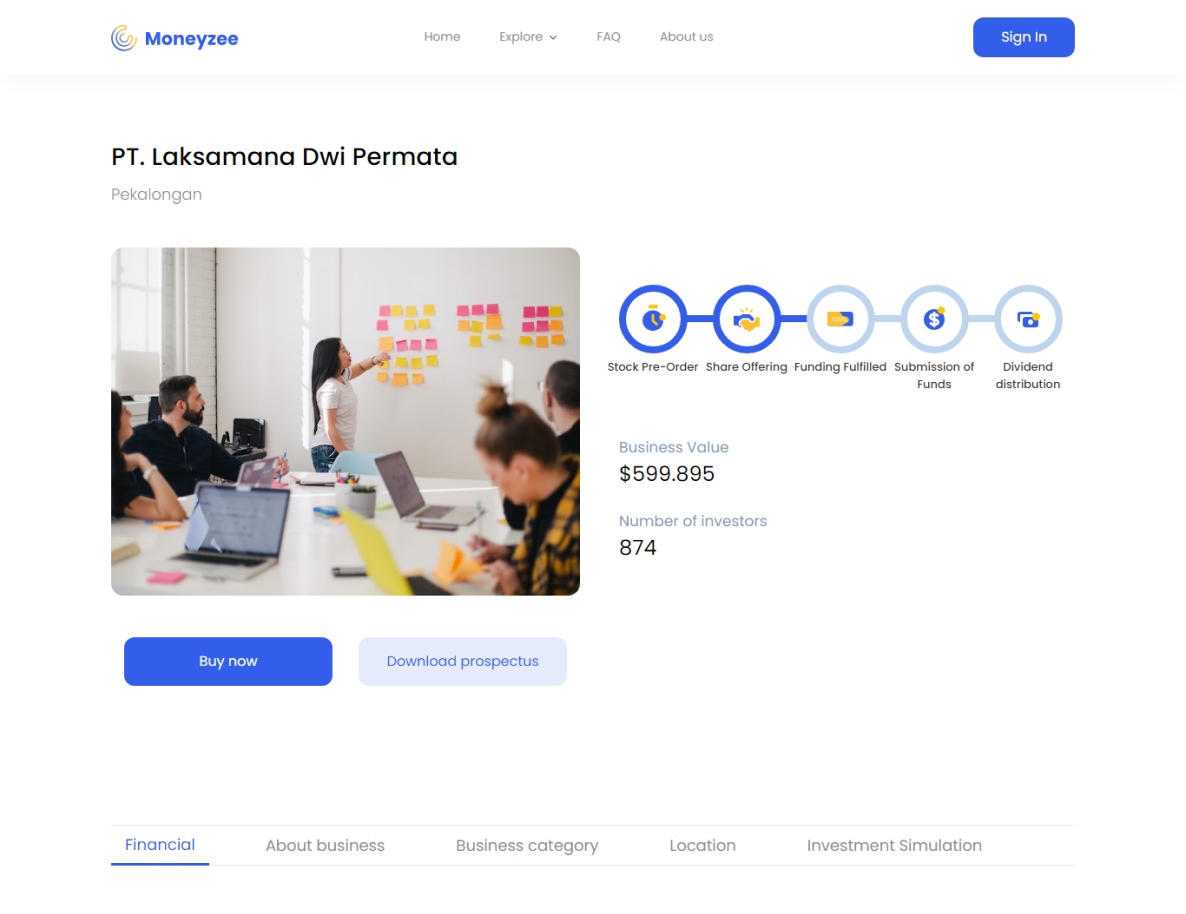 Moneyzee
Home
Explore
FAQ
About us
Sign In
PT. Laksamana Dwi Permata
Pekalongan
Stock Pre-Order
Share Offering
Funding Fulfilled
Submission of
Funds
Dividend
distribution
Business Value
$599.895
Number of investors
874
Buy now
Download prospectus
Financial
About business
Business category
Location
Investment Simulation